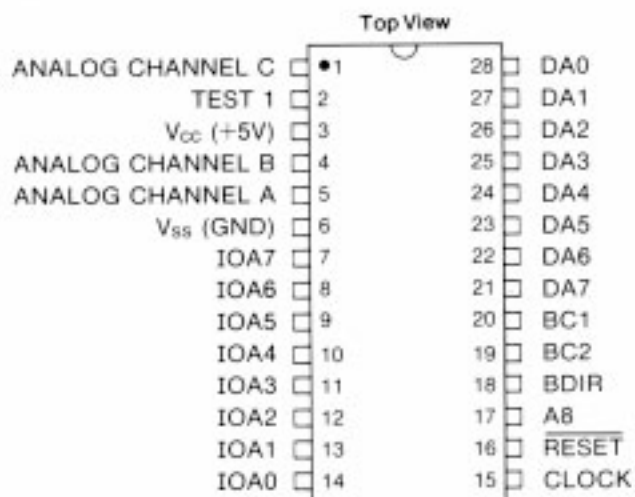 Top View
ANALOG CHANNEL C 1 28 DA0
TEST 1 2 27 DA1
VCC (+5V) 3 26 DA2
ANALOG CHANNEL B 4 25 DA3
ANALOG CHANNEL A 5 24 DA4
VSS (GND) 6 23 DA5
IOA7 7 22 DA6
IOA6 8 21 DA7
IOA5 9 20 BC1
IOA4 10 19 BC2
IOA3 11 18 BDIR
IOA2 12 17 A8
IOA1 13 16 RESET
IOA0 14 15 CLOCK